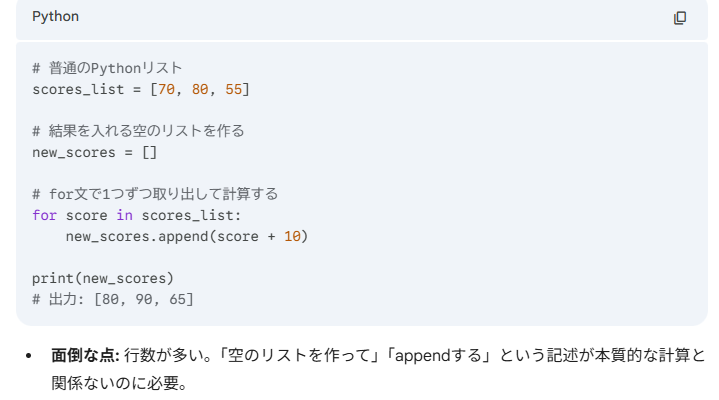 Python
# 普通のPythonリスト
scores_list = [70, 80, 55]
# 結果を入れる空のリストを作る
new_scores = []
# for文で1つずつ取り出して計算する
for score in scores_list:
    new_scores.append(score + 10)
print(new_scores)
# 出力: [80, 90, 65]
• 面倒な点: 行数が多い。「空のリストを作って」「appendする」という記述が本質的な計算と
関係ないのに必要。